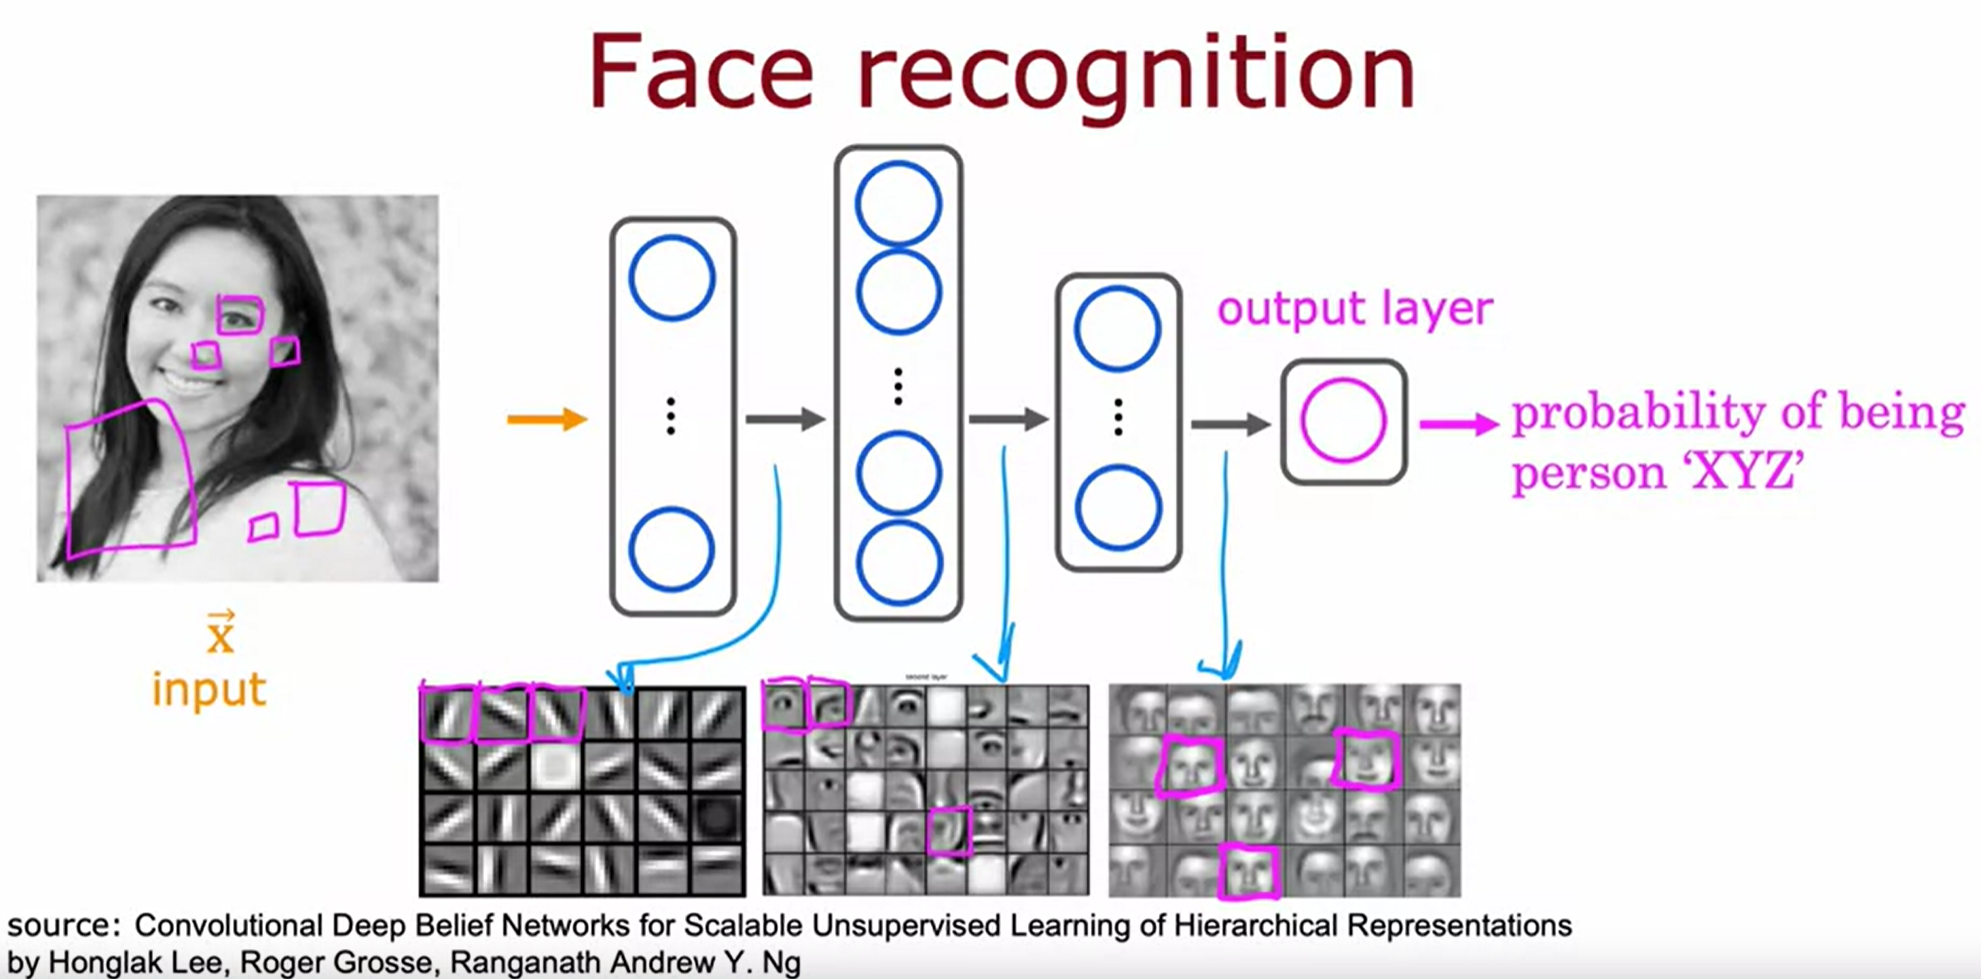 Face recognition
output layer
probability of being
person ‘XYZ’
x⃗
input
second layer
source: Convolutional Deep Belief Networks for Scalable Unsupervised Learning of Hierarchical Representations
by Honglak Lee, Roger Grosse, Ranganath Andrew Y. Ng